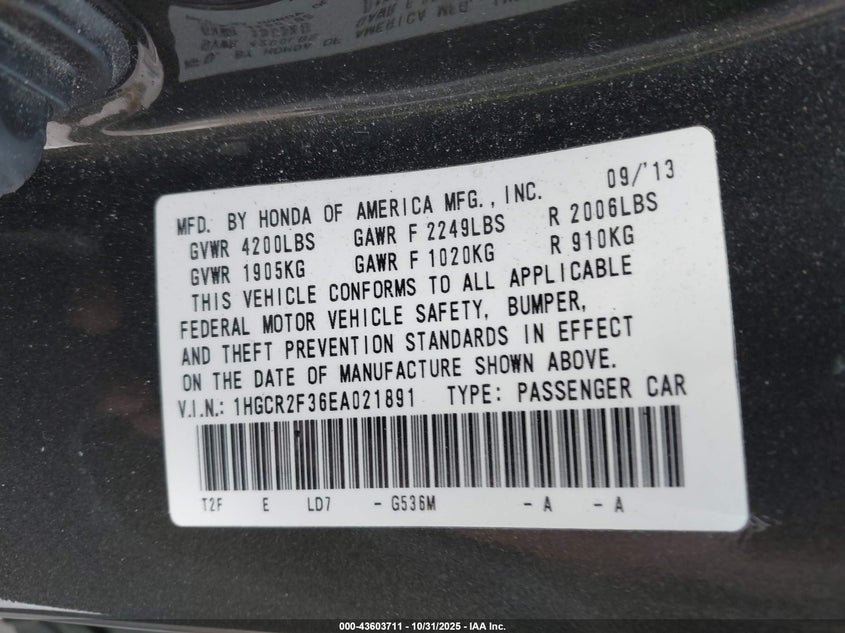 MFD. BY HONDA OF AMERICA MFG., INC. 09/'13
GVWR 4200LBS GAWR F 2249LBS R 2006LBS
GVWR 1905KG GAWR F 1020KG R 910KG
THIS VEHICLE CONFORMS TO ALL APPLICABLE
FEDERAL MOTOR VEHICLE SAFETY, BUMPER,
AND THEFT PREVENTION STANDARDS IN EFFECT
ON THE DATE OF MANUFACTURE SHOWN ABOVE.
V.I.N.: 1HGCR2F36EA021891 TYPE: PASSENGER CAR
T2F E LD7 - G536M - A - A
000-43603711 - 10/31/2025 - IAA Inc.